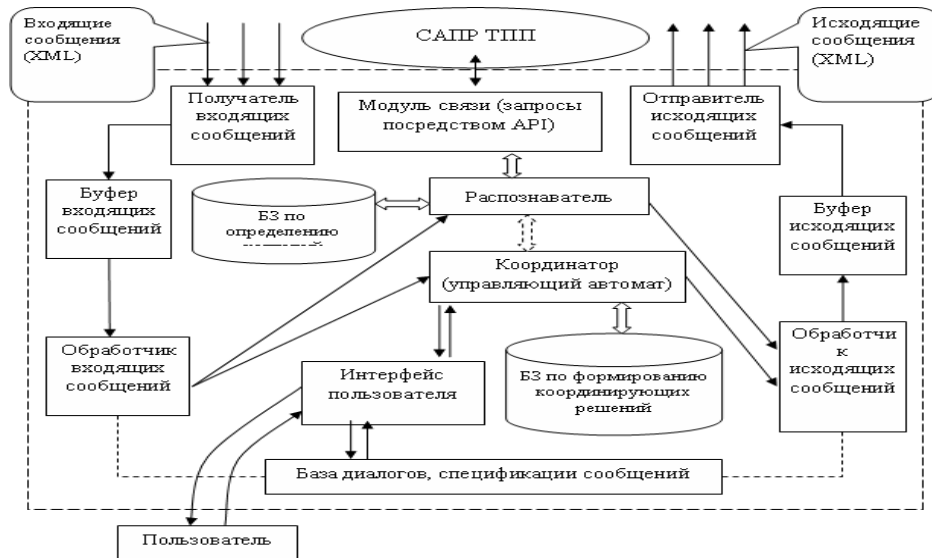 Входящие
сообщения
(XML)
САПР ТПП
Исходящие
сообщения
(XML)
Получатель
входящих
сообщений
Модуль связи (запросы
посредством API)
Отправитель
исходящих
сообщений
Буфер
входящих
сообщений
БЗ по
определению
Распознаватель
Буфер
исходящих
сообщений
Координатор
(управляющий автомат)
Обработчик
входящих
сообщений
Интерфейс
пользователя
БЗ по формированию
координирующих
решений
Обработчи
к
исходящих
сообщений
База диалогов, спецификации сообщений
Пользователь